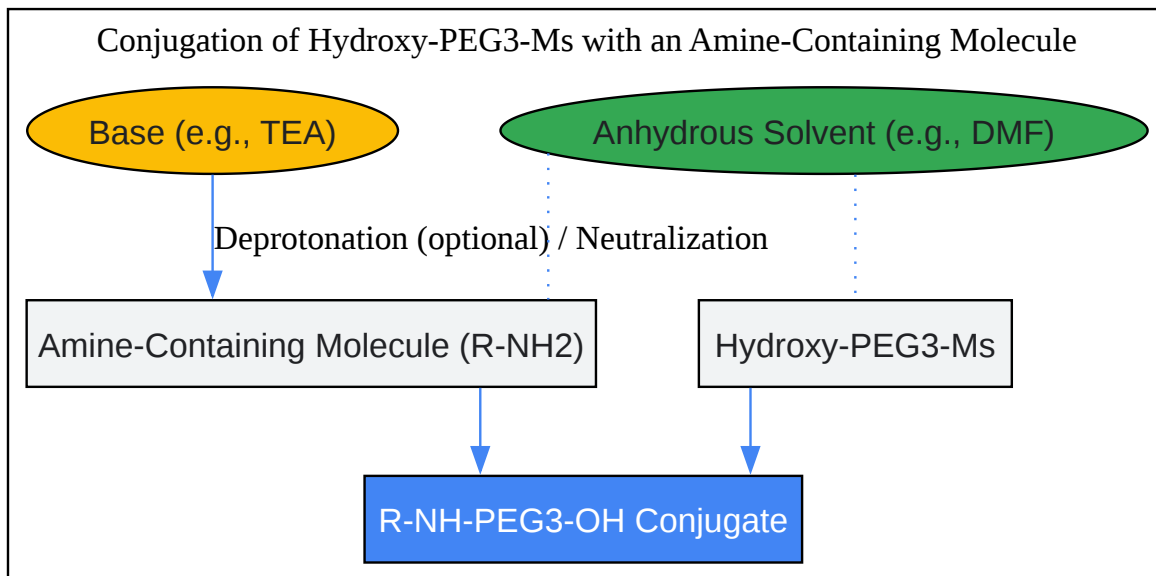 Conjugation of Hydroxy-PEG3-Ms with an Amine-Containing Molecule
Base (e.g., TEA)
Anhydrous Solvent (e.g., DMF)
Deprotonation (optional) / Neutralization
Amine-Containing Molecule (R-NH2)
Hydroxy-PEG3-Ms
R-NH-PEG3-OH Conjugate